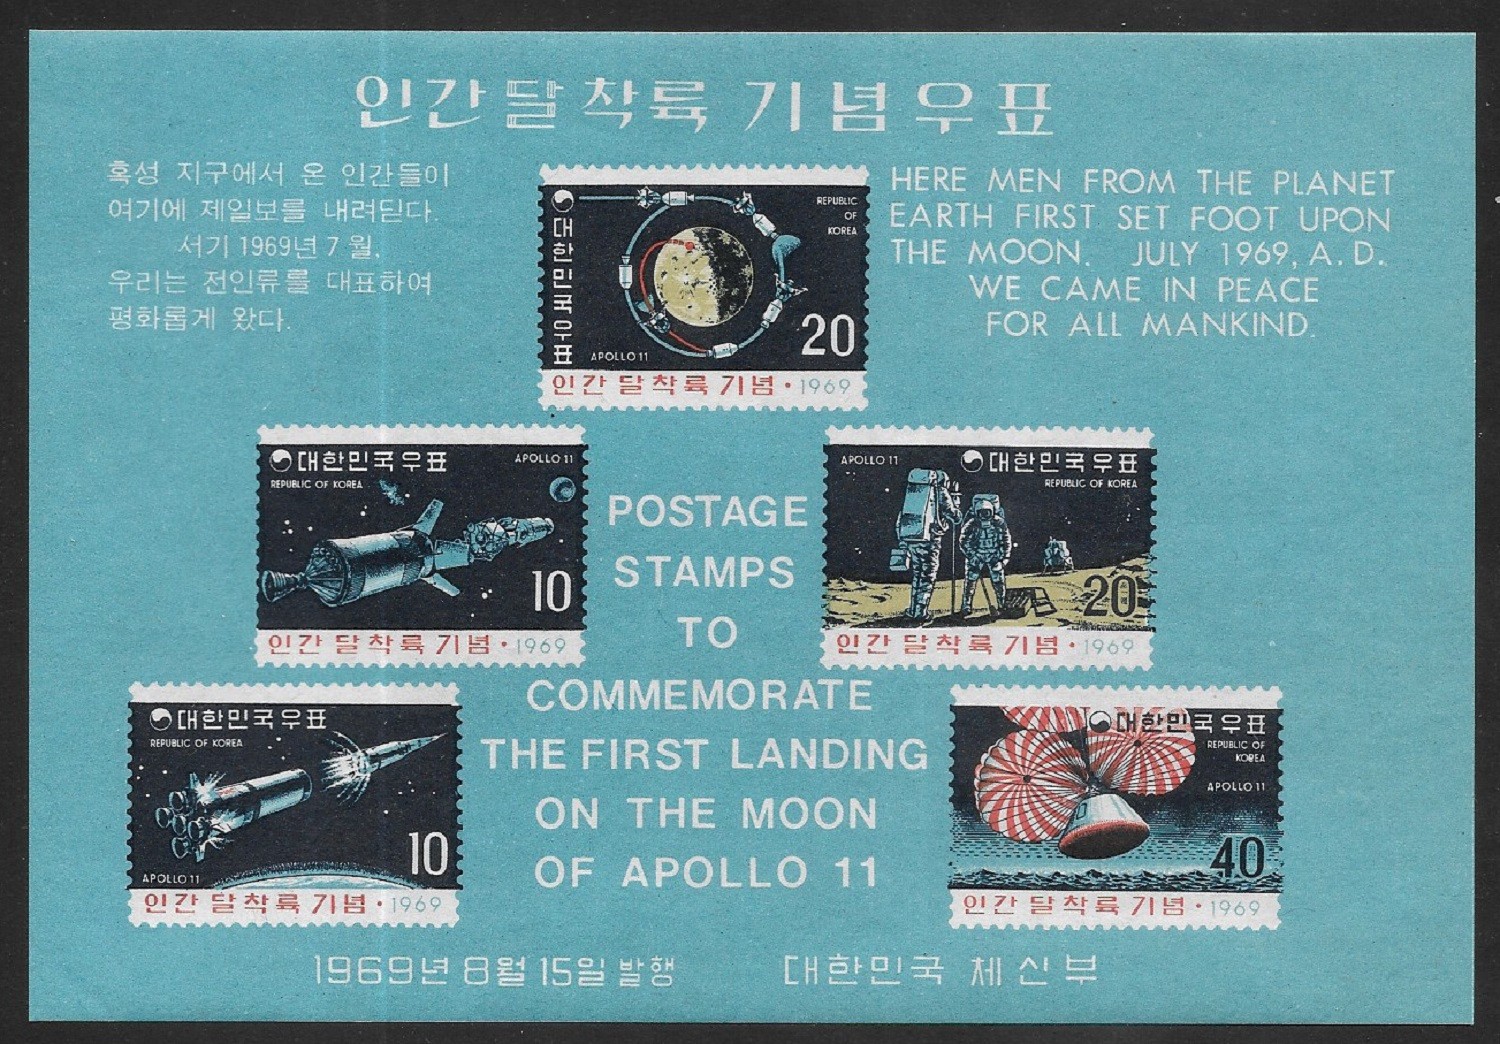 인간달착륙 기념우표
혹성 지구에서 온 인간들이
여기에 제일보를 내려딛다.
서기 1969년 7월,
우리는 전인류를 대표하여
평화롭게 왔다.
HERE MEN FROM THE PLANET
EARTH FIRST SET FOOT UPON
THE MOON. JULY 1969, A.D.
WE CAME IN PEACE
FOR ALL MANKIND.
대한민국우표
REPUBLIC
OF
KOREA
APOLLO 11
20
인간 달착륙 기념·1969
대한민국우표
APOLLO 11
REPUBLIC OF KOREA
10
인간 달착륙 기념·1969
APOLLO 11
대한민국우표
REPUBLIC OF KOREA
20
인간 달착륙 기념·1969
POSTAGE
STAMPS
TO
COMMEMORATE
THE FIRST LANDING
ON THE MOON
OF APOLLO 11
대한민국우표
REPUBLIC OF KOREA
10
APOLLO 11
인간 달착륙 기념·1969
대한민국우표
REPUBLIC OF
KOREA
APOLLO 11
40
인간 달착륙 기념·1969
1969년 8월 15일 발행
대한민국 체신부